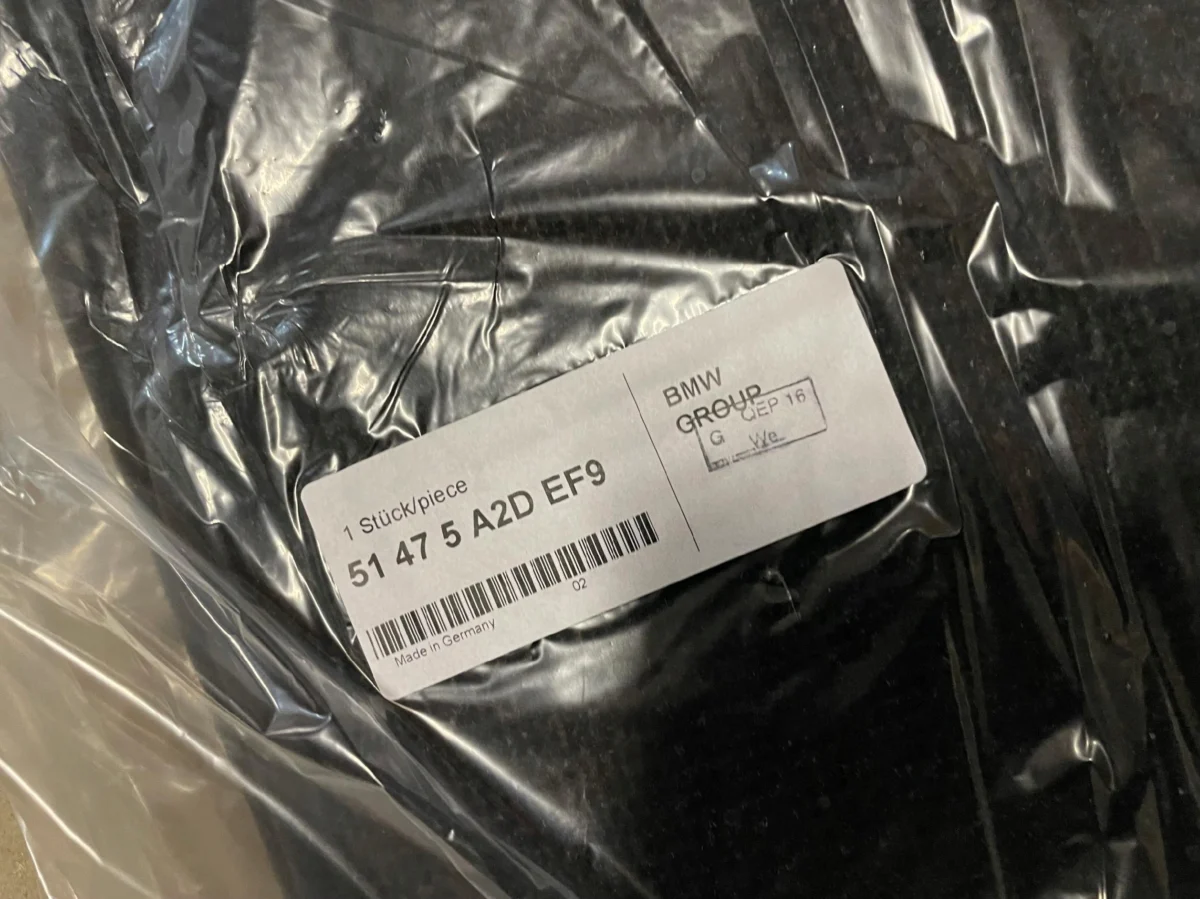 1 Stück/piece
51 47 5 A2D EF9
02
Made in Germany
BMW
GROUP
QEP 16
G We